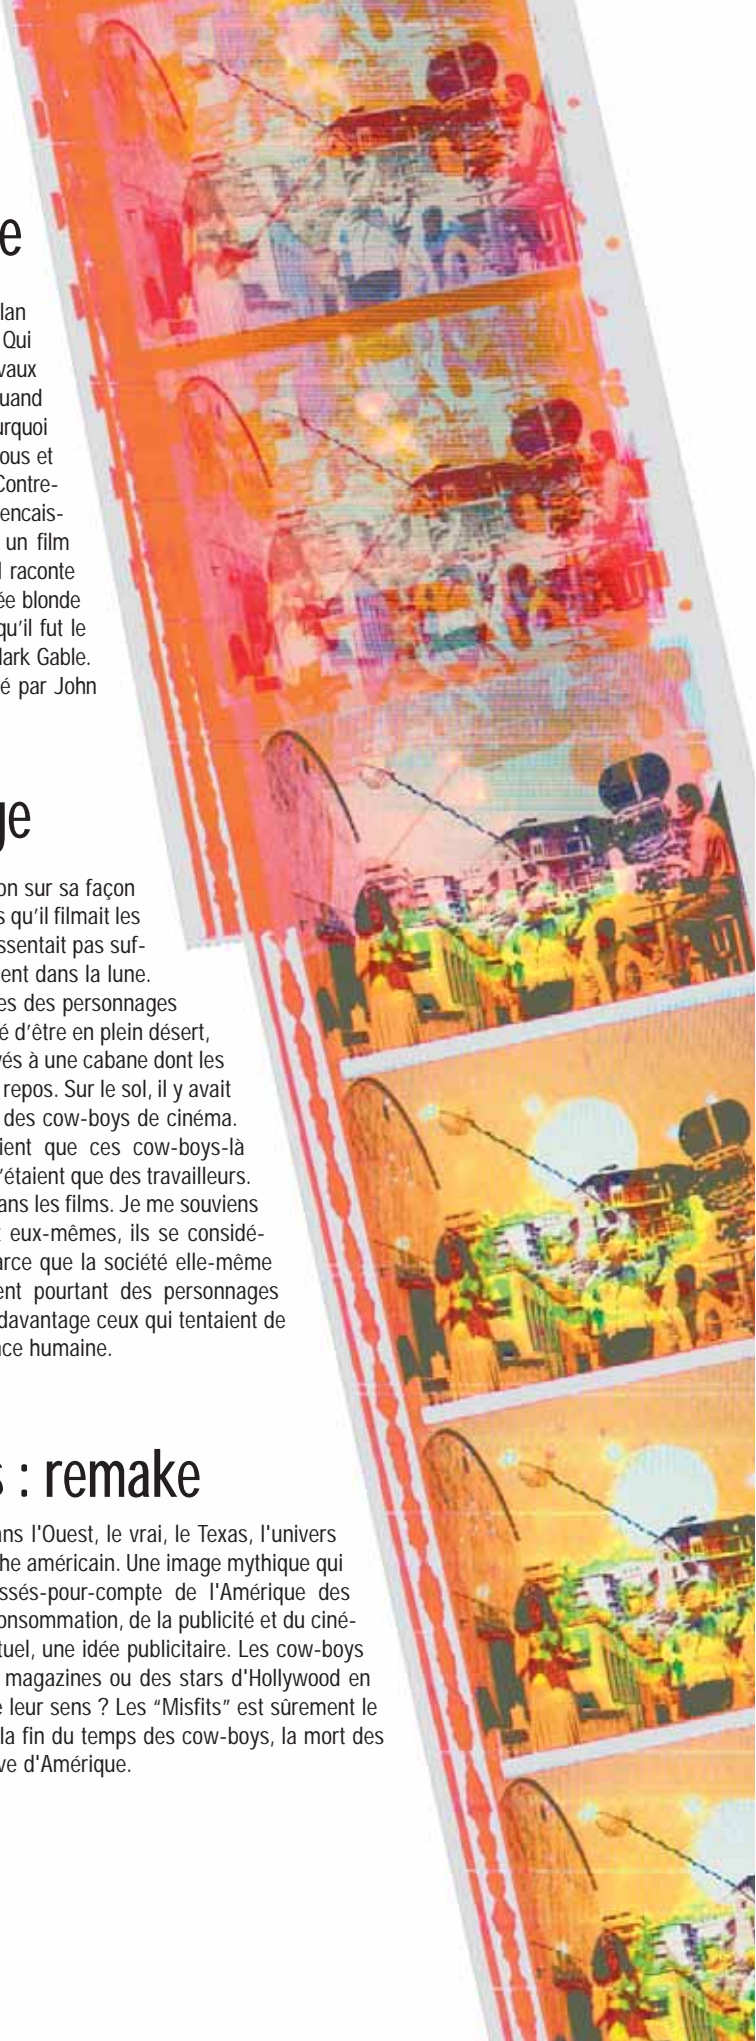 e
lan
Qui
vaux
uand
urquoi
ous et
Contre-
encais-
un film
l raconte
ée blonde
qu’il fut le
lark Gable.
é par John
ge
on sur sa façon
s qu’il filmait les
ssentait pas suf-
ent dans la lune.
es des personnages
é d’être en plein désert,
vés à une cabane dont les
repos. Sur le sol, il y avait
des cow-boys de cinéma.
ient que ces cow-boys-là
’étaient que des travailleurs.
ans les films. Je me souviens
t eux-mêmes, ils se considé-
arce que la société elle-même
ent pourtant des personnages
davantage ceux qui tentaient de
nce humaine.
s : remake
ans l'Ouest, le vrai, le Texas, l'univers
he américain. Une image mythique qui
ssés-pour-compte de l'Amérique des
onsommation, de la publicité et du ciné-
tuel, une idée publicitaire. Les cow-boys
magazines ou des stars d'Hollywood en
e leur sens ? Les “Misfits” est sûrement le
la fin du temps des cow-boys, la mort des
ve d'Amérique.